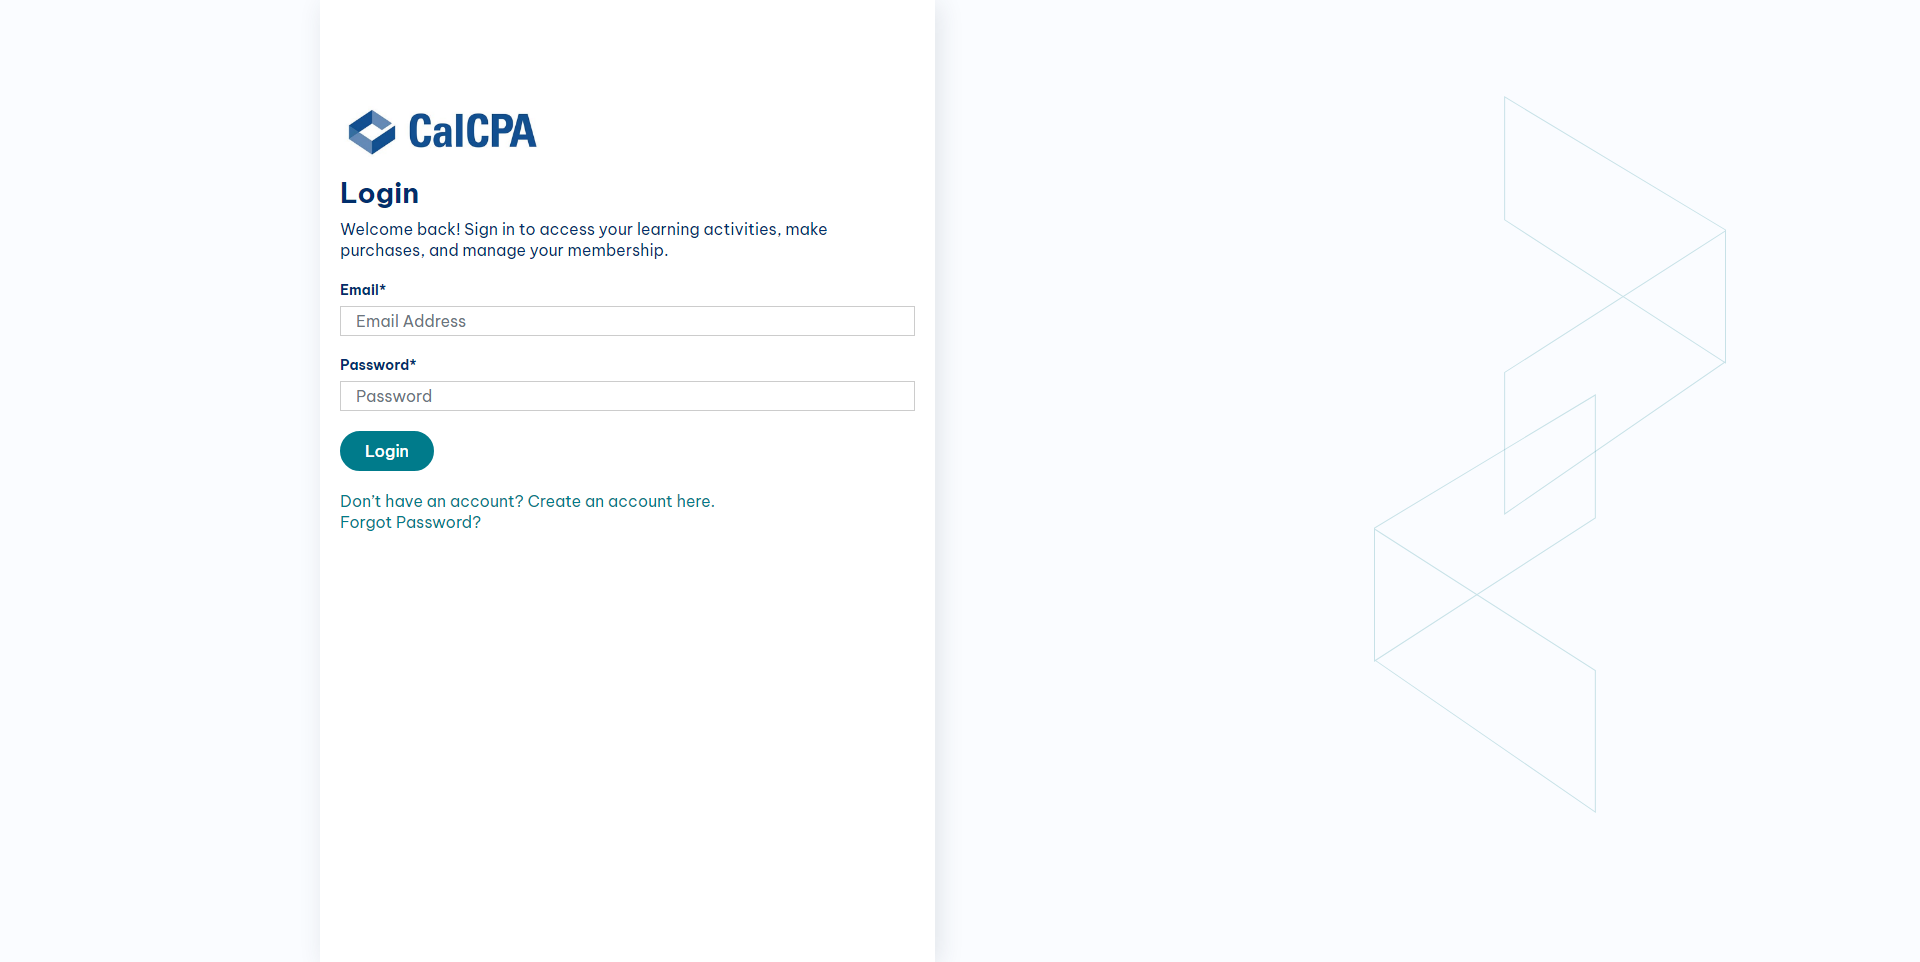 CalCPA
Login
Welcome back! Sign in to access your learning activities, make
purchases, and manage your membership.
Email*
Email Address
Password*
Password
Login
Don’t have an account? Create an account here.
Forgot Password?